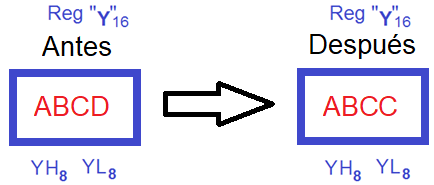 Reg "Y"16
Antes
ABCD
YH8 YL8
Reg "Y"16
Después
ABCC
YH8 YL8